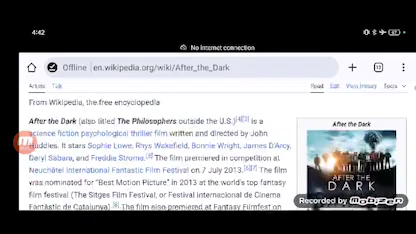 4:42
No internet connection
Offline en.wikipedia.org/wiki/After_the_Dark
Article Talk Read Edit View history Tools
From Wikipedia, the free encyclopedia
After the Dark (also titled The Philosophers outside the U.S.)[4][5] is a
science fiction psychological thriller film written and directed by John
Huddles. It stars Sophie Lowe, Rhys Wakefield, Bonnie Wright, James D'Arcy,
Daryl Sabara, and Freddie Stroma. The film premiered in competition at
Neuchâtel International Fantastic Film Festival on 7 July 2013.[6][7] The film
was nominated for "Best Motion Picture" in 2013 at the world's top fantasy
film festival (The Sitges Film Festival, or Festival internacional de Cinema
Fantàstic de Catalunya). The film also premiered at Fantasy Filmfest on
After the Dark
AFTER
THE
DARK
Recorded by mobizen